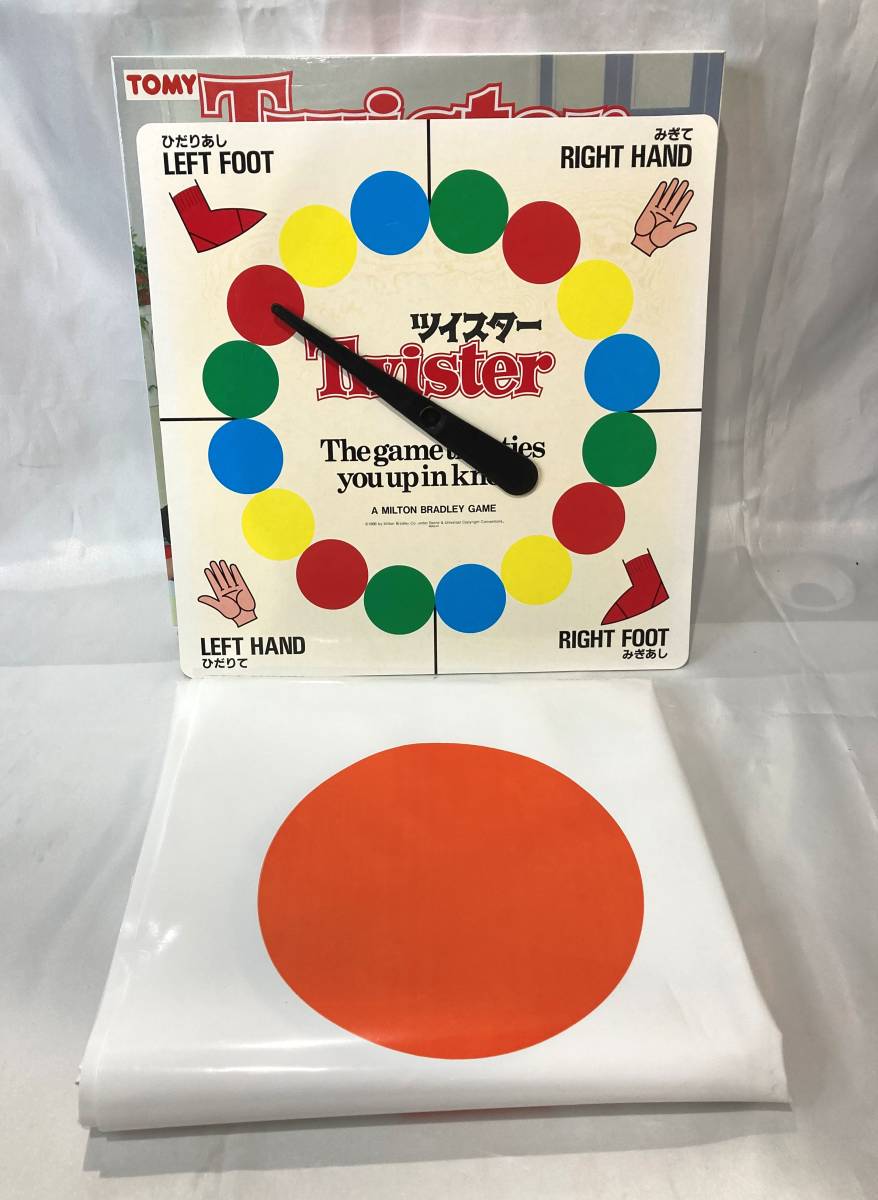 TOMY
Twister
ひだりあし
LEFT FOOT
みぎて
RIGHT HAND
ツイスター
Twister
The game ties
you up in
A MILTON BRADLEY GAME
LEFT HAND
ひだりて
RIGHT FOOT
みぎあし